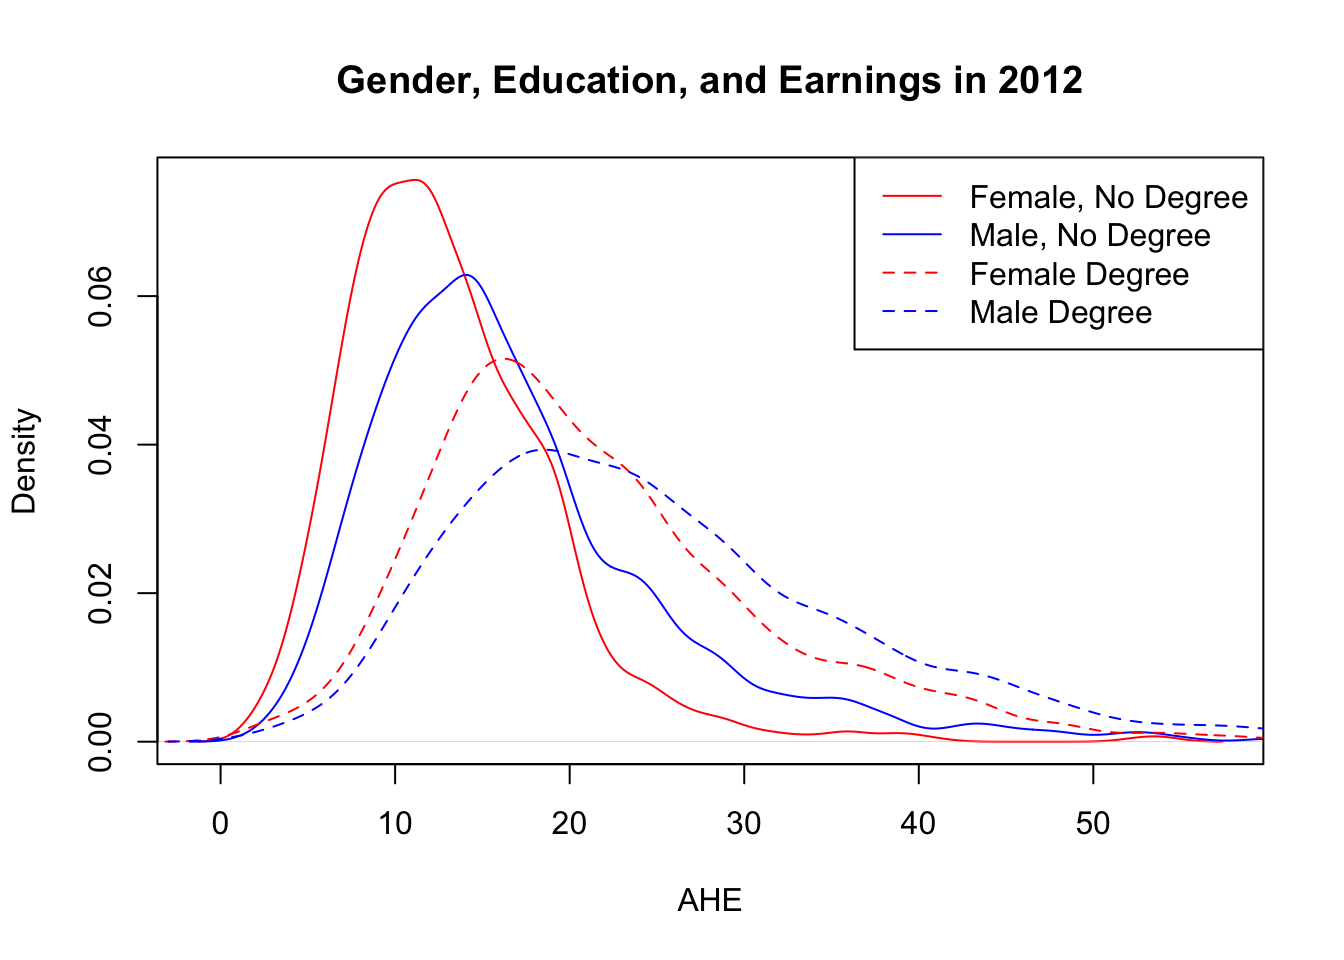 Gender, Education, and Earnings in 2012
Female, No Degree
Male, No Degree
Female Degree
Male Degree
Density
0.06
0.04
0.02
0.00
0 10 20 30 40 50
AHE